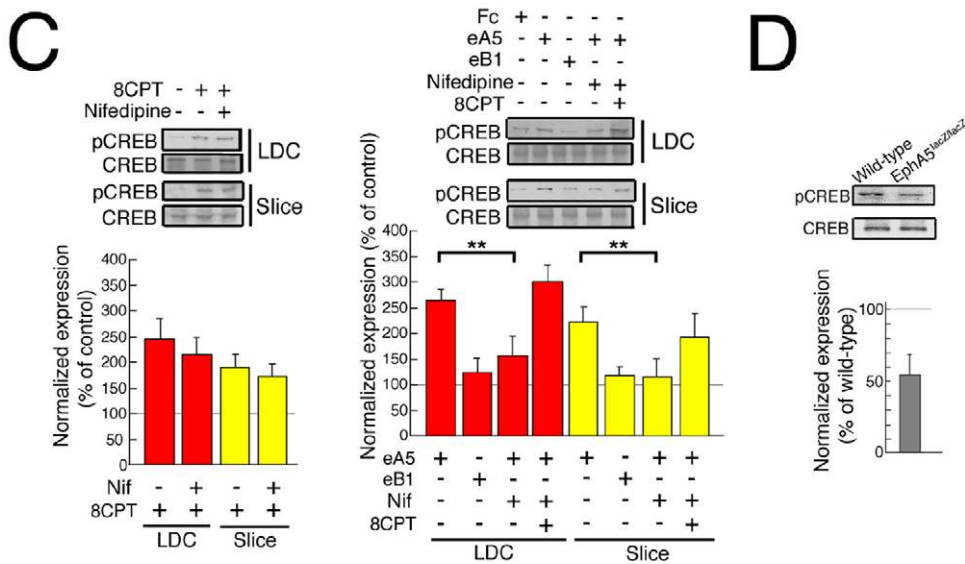 C
8CPT - + +
Nifedipine - - +
pCREB
CREB
LDC
pCREB
CREB
Slice
Normalized expression
(% of control)
400
350
300
250
200
150
100
50
0
Nif - + - +
8CPT + + + +
LDC Slice
Fc + - - - -
eA5 - + - + +
eB1 - - + - -
Nifedipine - - - + +
8CPT - - - - +
pCREB
CREB
LDC
pCREB
CREB
Slice
Normalized expression (% of control)
400
350
300
250
200
150
100
50
0
** **
eA5 + - + + + - + +
eB1 - + - - - + - -
Nif - - + + - - + +
8CPT - - - + - - - +
LDC Slice
D
Wild-type
EphA5lacZ/lacZ
pCREB
CREB
Normalized expression
(% of wild-type)
100
50
0